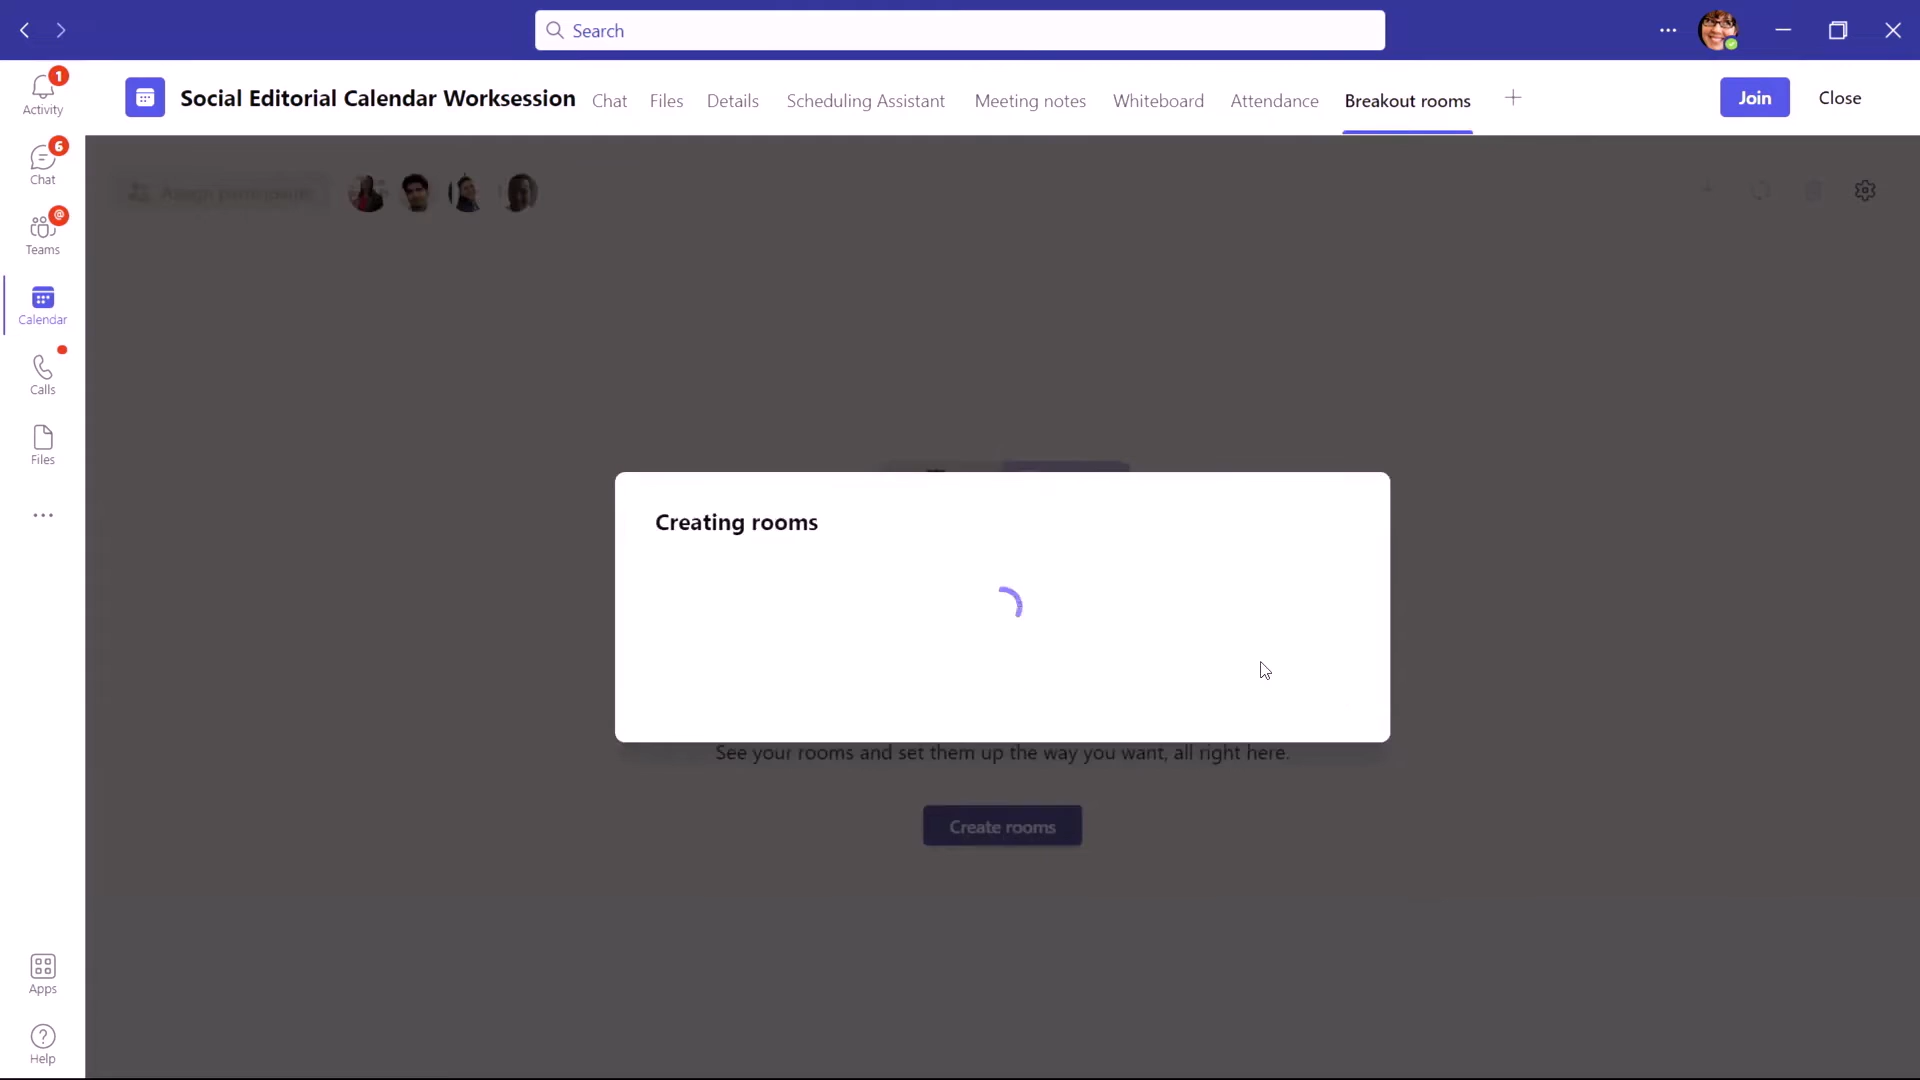 Search
1
Activity
Social Editorial Calendar Worksession Chat Files Details Scheduling Assistant Meeting notes Whiteboard Attendance Breakout rooms
Join Close
6
Chat
Assign participants
@
Teams
Calendar
Calls
Files
Creating rooms
See your rooms and set them up the way you want, all right here.
Create rooms
Apps
Help